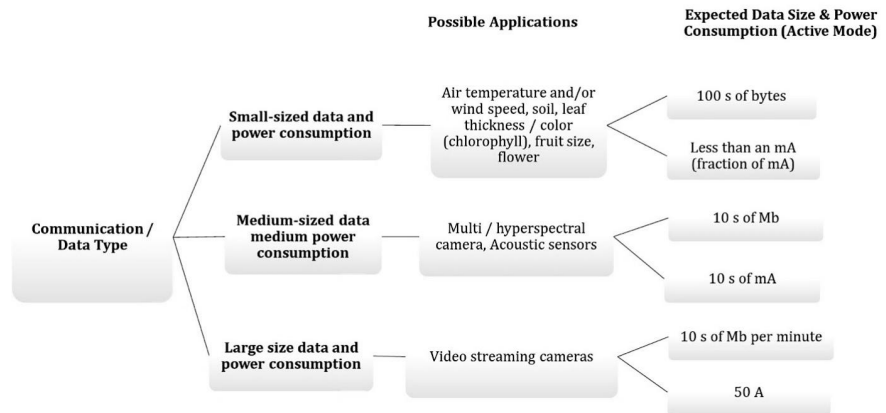 Possible Applications
Expected Data Size & Power
Consumption (Active Mode)
Communication /
Data Type
Small-sized data and
power consumption
Air temperature and/or
wind speed, soil, leaf
thickness / color
(chlorophyll), fruit size,
flower
100 s of bytes
Less than an mA
(fraction of mA)
Medium-sized data
medium power
consumption
Multi / hyperspectral
camera, Acoustic sensors
10 s of Mb
10 s of mA
Large size data and
power consumption
Video streaming cameras
10 s of Mb per minute
50 A